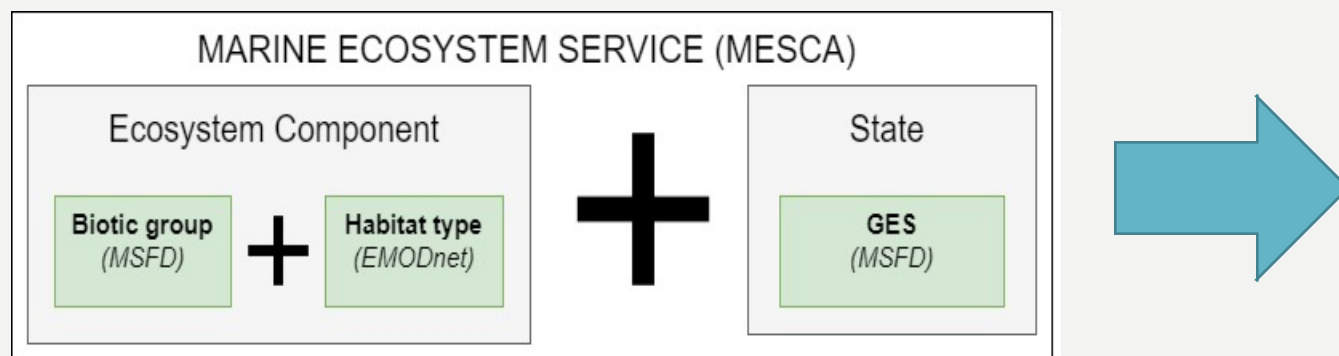 MARINE ECOSYSTEM SERVICE (MESCA)
Ecosystem Component
Biotic group
(MSFD)
+
Habitat type
(EMODnet)
+
State
GES
(MSFD)